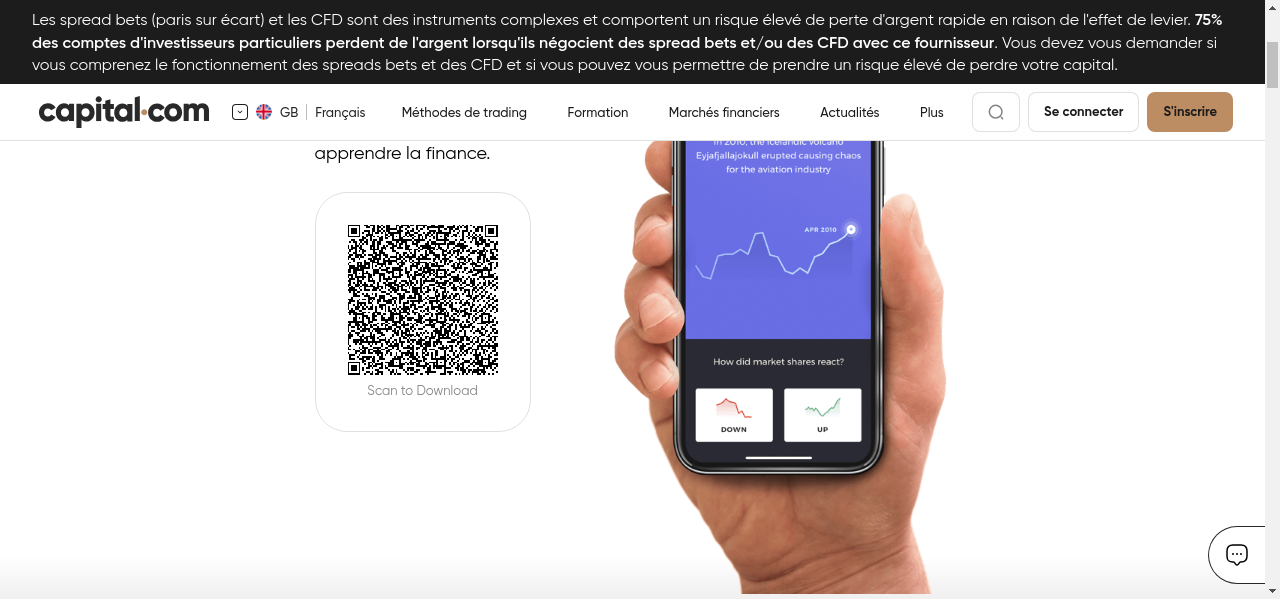 Les spread bets (paris sur écart) et les CFD sont des instruments complexes et comportent un risque élevé de perte d'argent rapide en raison de l'effet de levier. 75%
des comptes d'investisseurs particuliers perdent de l'argent lorsqu'ils négocient des spread bets et/ou des CFD avec ce fournisseur. Vous devez vous demander si
vous comprenez le fonctionnement des spreads bets et des CFD et si vous pouvez vous permettre de prendre un risque élevé de perdre votre capital.
capital.com GB Français Méthodes de trading Formation Marchés financiers Actualités Plus Se connecter S'inscrire
apprendre la finance.
In 2010, the Icelandic volcano
Eyjafjallajokull erupted causing chaos
for the aviation industry
APR 2010
How did market shares react?
DOWN UP
Scan to Download